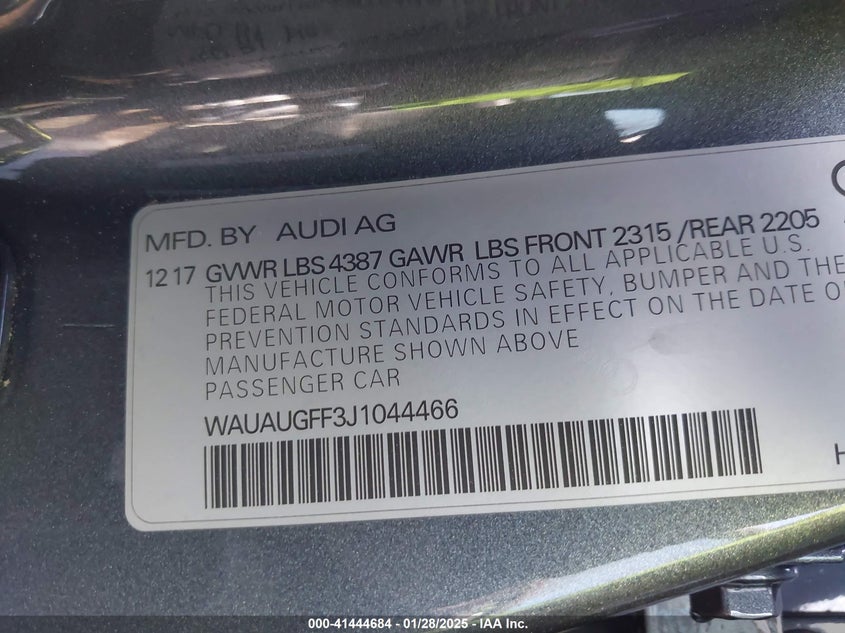 MFD. BY AUDI AG
12 17 GVWR LBS 4387 GAWR LBS FRONT 2315 /REAR 2205
THIS VEHICLE CONFORMS TO ALL APPLICABLE U.S.
FEDERAL MOTOR VEHICLE SAFETY, BUMPER AND THE
PREVENTION STANDARDS IN EFFECT ON THE DATE OF
MANUFACTURE SHOWN ABOVE
PASSENGER CAR
WAUAUGFF3J1044466
000-41444684 - 01/28/2025 - IAA Inc.